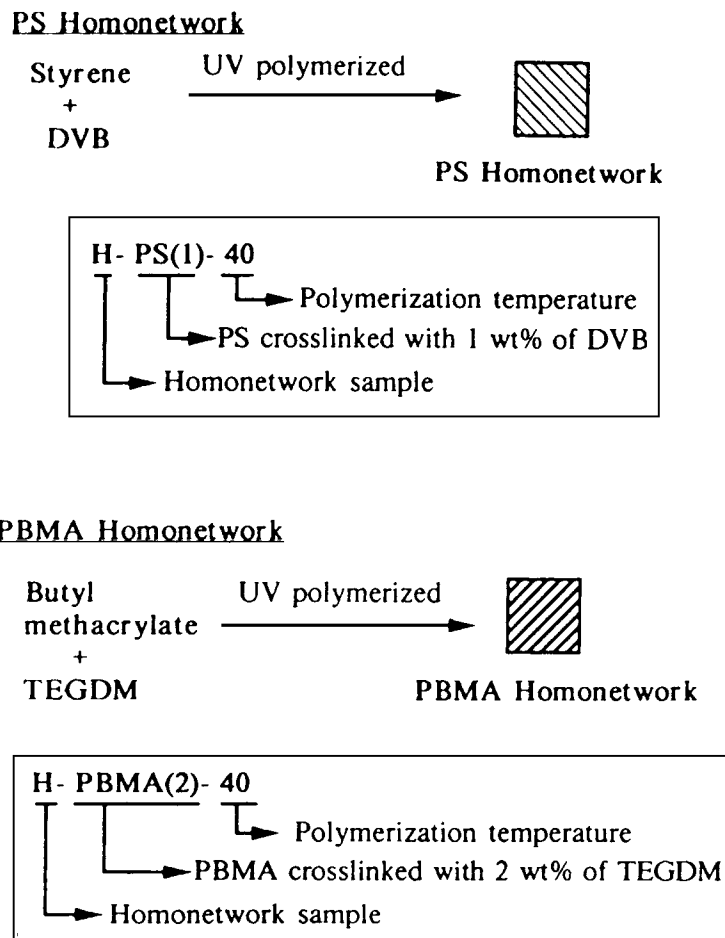 PS Homonetwork
Styrene
+
DVB
UV polymerized
PS Homonetwork
H- PS(1)- 40
Polymerization temperature
PS crosslinked with 1 wt% of DVB
Homonetwork sample
PBMA Homonetwork
Butyl
methacrylate
+
TEGDM
UV polymerized
PBMA Homonetwork
H- PBMA(2)- 40
Polymerization temperature
PBMA crosslinked with 2 wt% of TEGDM
Homonetwork sample